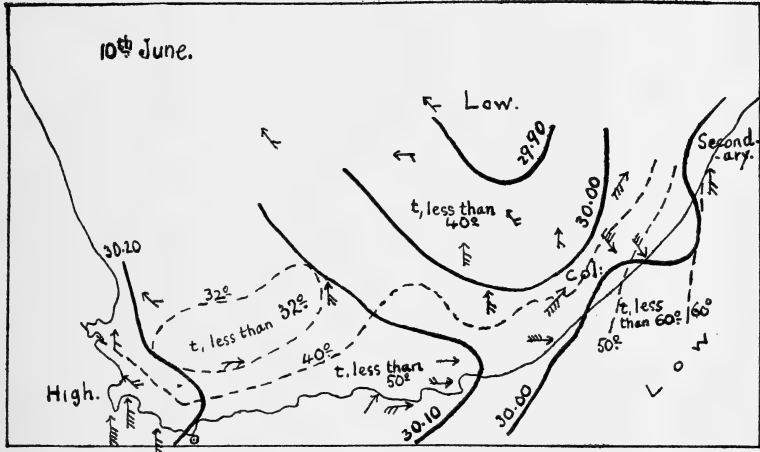 10th June.
Low.
29.90
Second-
-ary.
t, less than
40º
30.00
30.20
Col.
32º
t, less than 32º
t, less
than 60º
60º
50º
40º
t, less than
50º
High.
Low
30.10
30.00